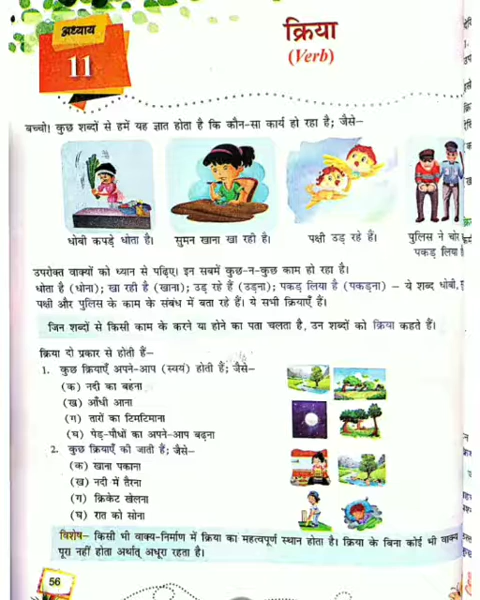 अध्याय
11
क्रिया
(Verb)
बच्चो! कुछ शब्दों से हमें यह ज्ञात होता है कि कौन-सा कार्य हो रहा है; जैसे–
धोबी कपड़े धोता है।
सुमन खाना खा रही है।
पक्षी उड़ रहे हैं।
पुलिस ने चोर
पकड़ लिया
उपरोक्त वाक्यों को ध्यान से पढ़िए। इन सबमें कुछ-न-कुछ काम हो रहा है।
धोता है (धोना); खा रही है (खाना); उड़ रहे हैं (उड़ना); पकड़ लिया है (पकड़ना) – ये शब्द धोबी,
पक्षी और पुलिस के काम के संबंध में बता रहे हैं। ये सभी क्रियाएँ हैं।
जिन शब्दों से किसी काम के करने या होने का पता चलता है, उन शब्दों को क्रिया कहते हैं।
क्रिया दो प्रकार से होती हैं–
1. कुछ क्रियाएँ अपने-आप (स्वयं) होती हैं; जैसे–
(क) नदी का बहना
(ख) आँधी आना
(ग) तारों का टिमटिमाना
(घ) पेड़-पौधों का अपने-आप बढ़ना
2. कुछ क्रियाएँ की जाती हैं; जैसे–
(क) खाना पकाना
(ख) नदी में तैरना
(ग) क्रिकेट खेलना
(घ) रात को सोना
विशेष– किसी भी वाक्य-निर्माण में क्रिया का महत्वपूर्ण स्थान होता है। क्रिया के बिना कोई भी वाक्य
पूरा नहीं होता अर्थात् अधूरा रहता है।
56